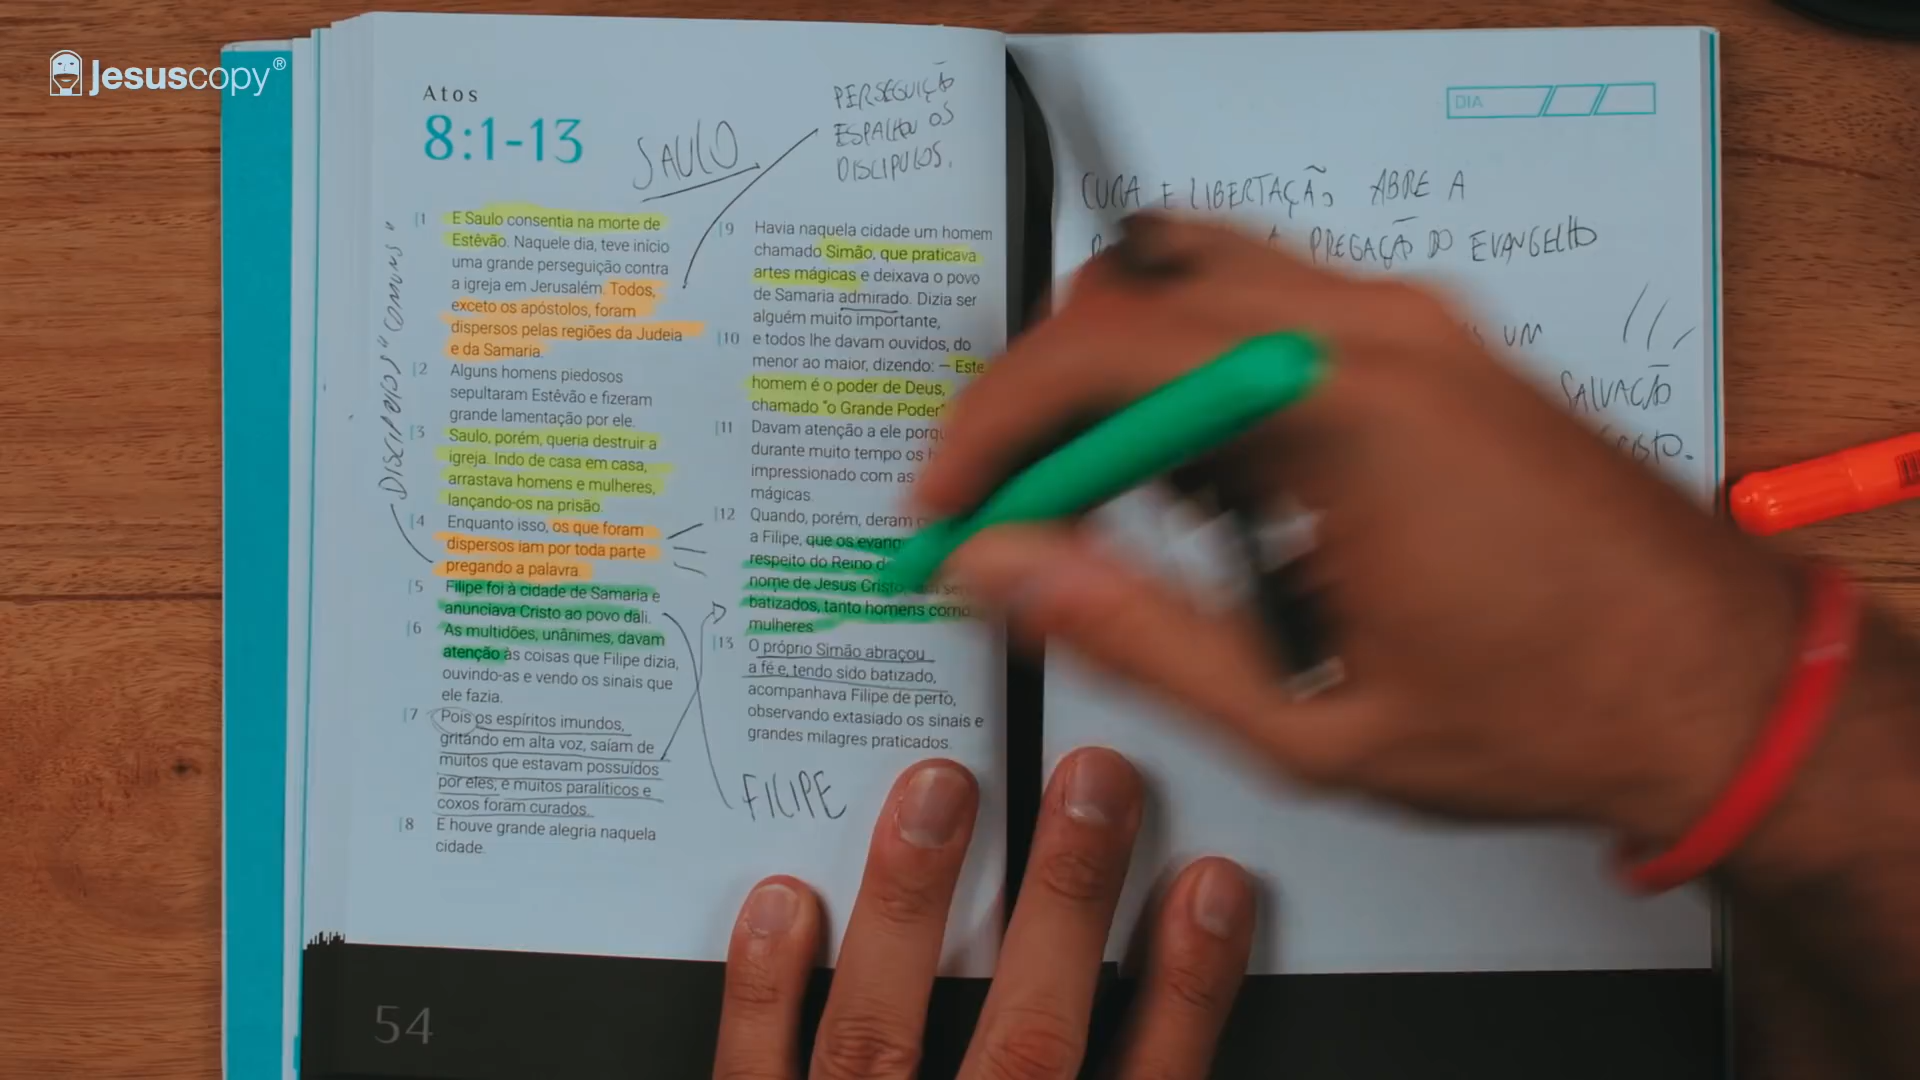 Jesuscopy®
Atos
8:1-13
SAULO
PERSEGUIÇÃO
ESPALHOU OS
DISCIPULOS.
DISCIPULOS "COMUNS"
1 E Saulo consentia na morte de
Estêvão. Naquele dia, teve início
uma grande perseguição contra
a igreja em Jerusalém. Todos,
exceto os apóstolos, foram
dispersos pelas regiões da Judeia
e da Samaria.
2 Alguns homens piedosos
sepultaram Estêvão e fizeram
grande lamentação por ele.
3 Saulo, porém, queria destruir a
igreja. Indo de casa em casa,
arrastava homens e mulheres,
lançando-os na prisão.
4 Enquanto isso, os que foram
dispersos iam por toda parte
pregando a palavra.
5 Filipe foi à cidade de Samaria e
anunciava Cristo ao povo dali.
6 As multidões, unânimes, davam
atenção às coisas que Filipe dizia,
ouvindo-as e vendo os sinais que
ele fazia.
7 Pois os espíritos imundos,
gritando em alta voz, saíam de
muitos que estavam possuídos
por eles; e muitos paralíticos e
coxos foram curados.
8 E houve grande alegria naquela
cidade.
9 Havia naquela cidade um homem
chamado Simão, que praticava
artes mágicas e deixava o povo
de Samaria admirado. Dizia ser
alguém muito importante,
10 e todos lhe davam ouvidos, do
menor ao maior, dizendo: — Este
homem é o poder de Deus,
chamado "o Grande Poder"
11 Davam atenção a ele
durante muito tempo os
impressionado com as
mágicas.
12 Quando, porém, deram
a Filipe, que os
respeito do Reino
nome de Jesus Cristo,
batizados, tanto homens como
mulheres.
13 O próprio Simão abraçou
a fé e, tendo sido batizado,
acompanhava Filipe de perto,
observando extasiado os sinais e
grandes milagres praticados.
FILIPE
54
DIA
CURA E LIBERTAÇÃO ABRE A
A PREGAÇÃO DO EVANGELHO
UM
SALVAÇÃO